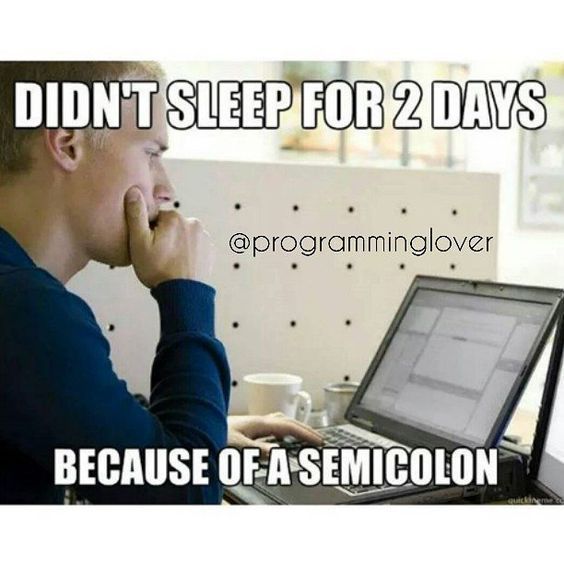 DIDN'T SLEEP FOR 2 DAYS
@programminglover
BECAUSE OF A SEMICOLON